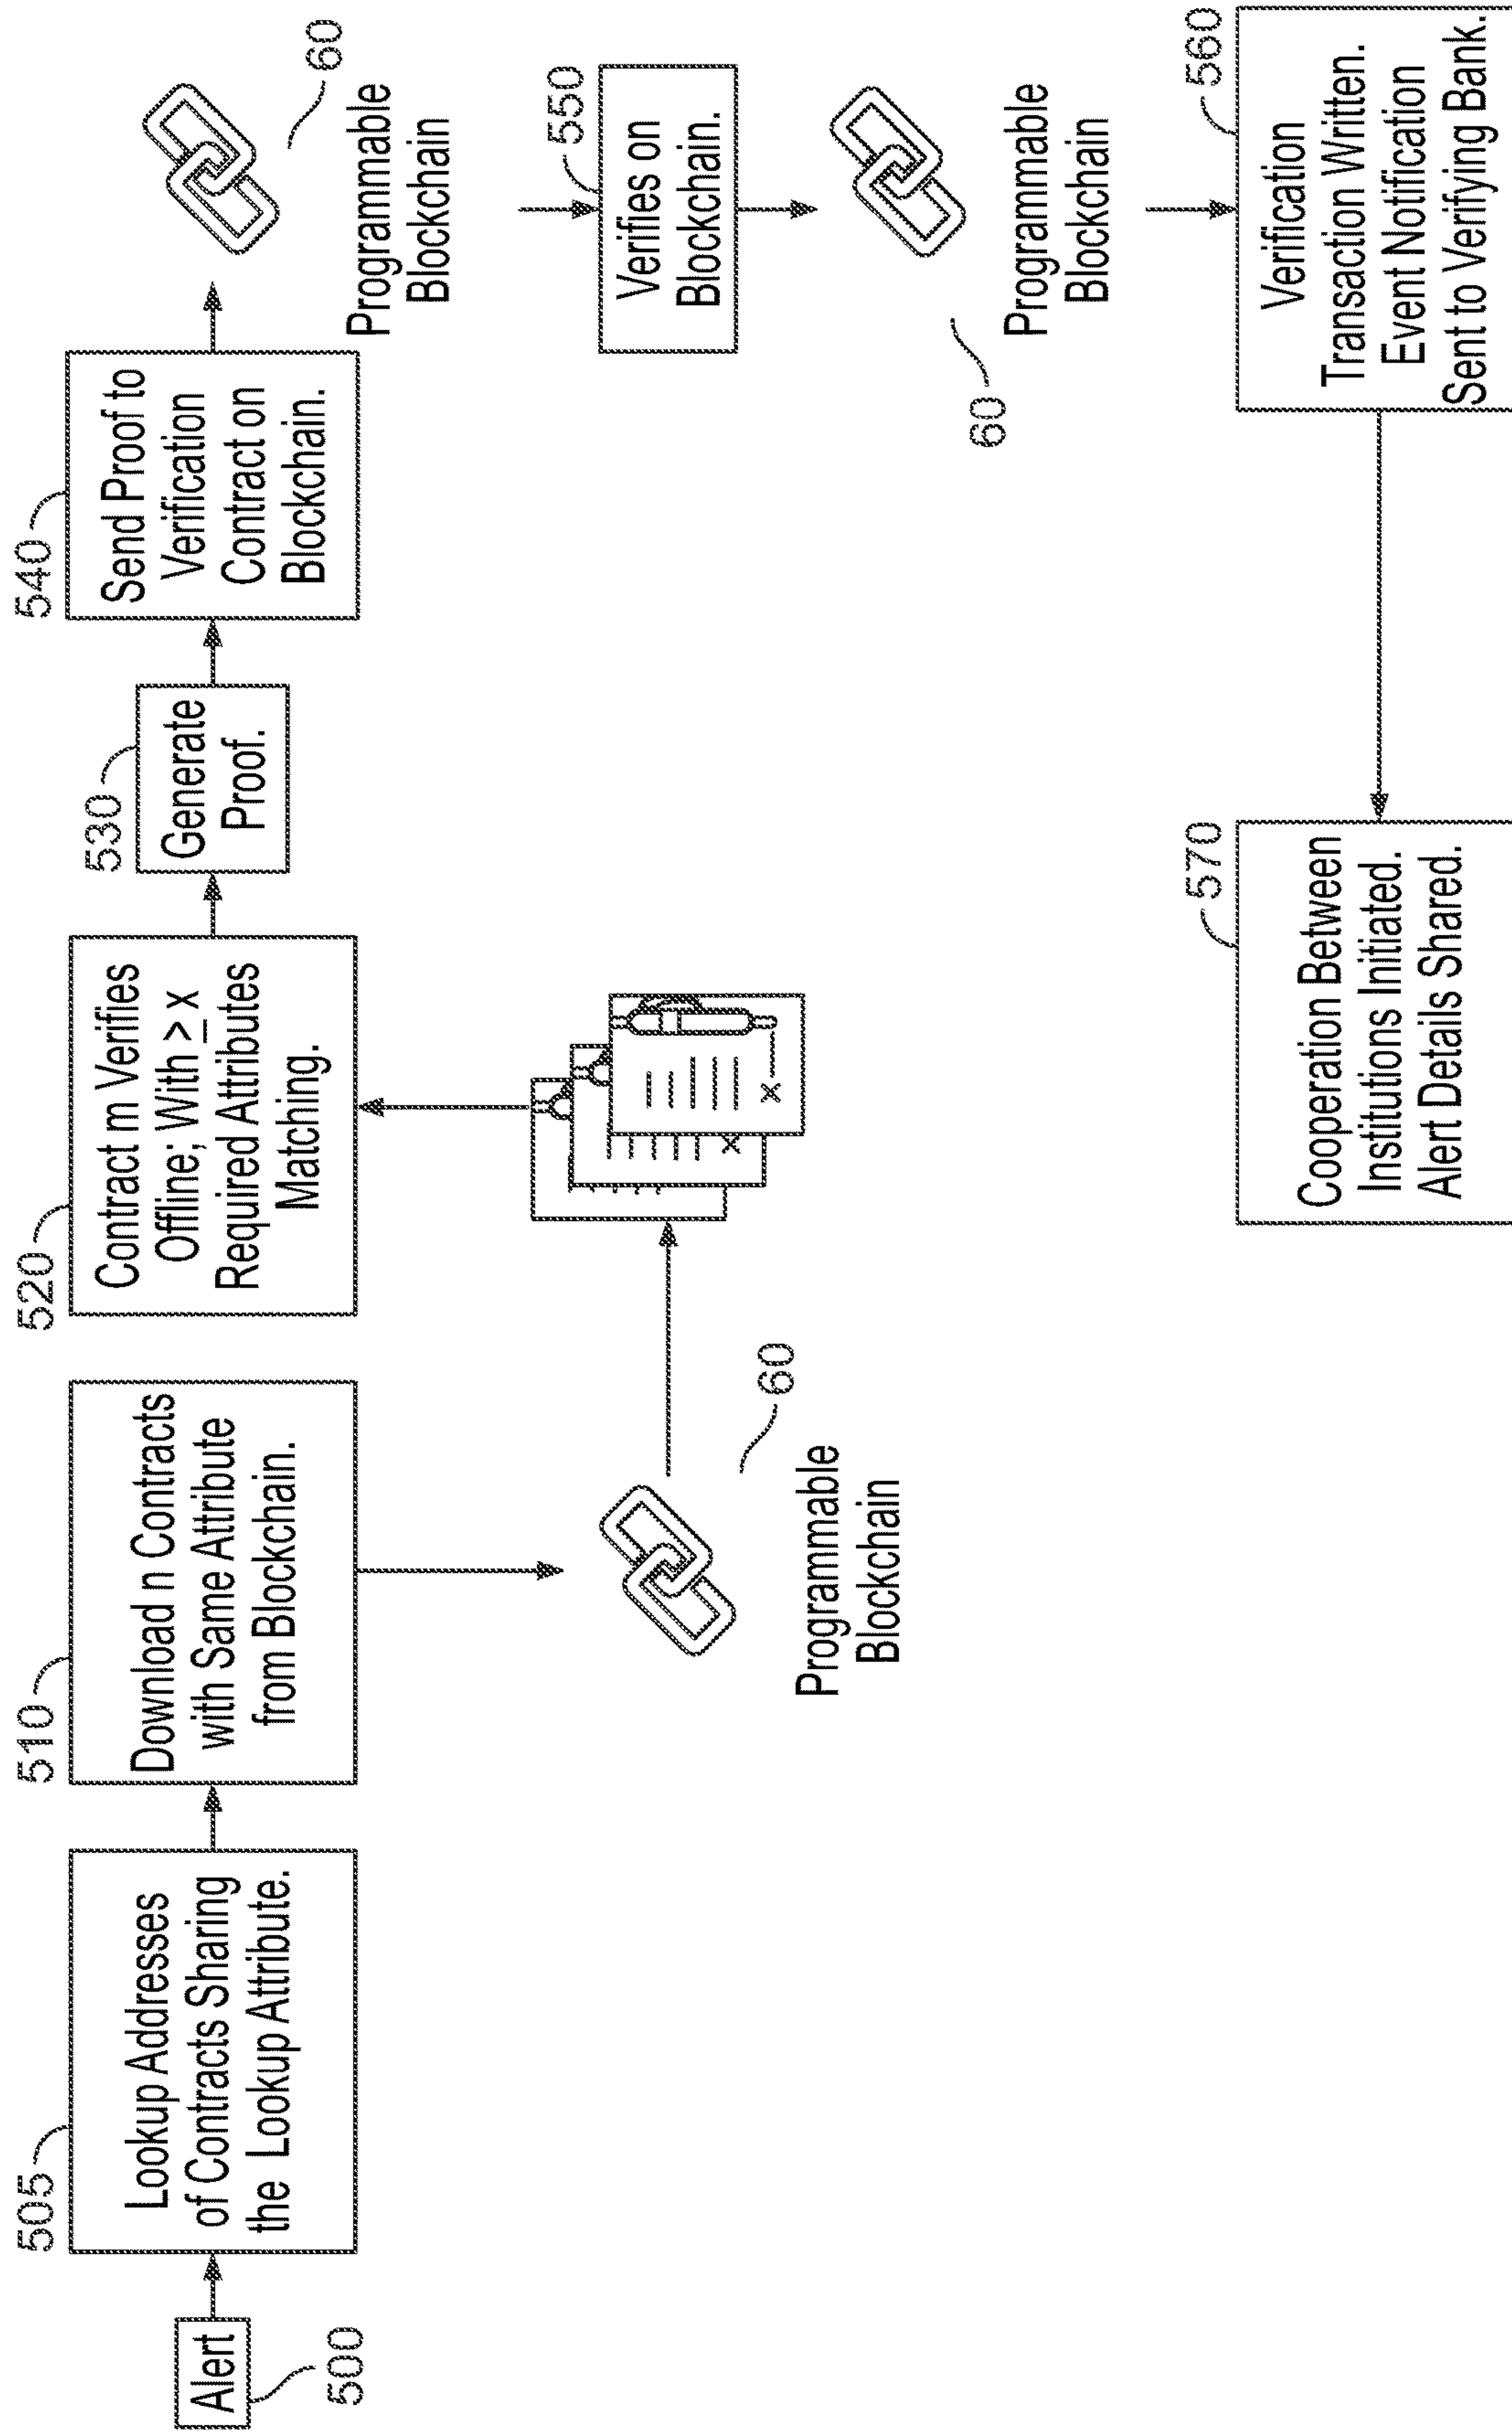 500
Alert
505
Lookup Addresses
of Contracts Sharing
the Lookup Attribute.
510
Download n Contracts
with Same Attribute
from Blockchain.
60
Programmable
Blockchain
X
X
520
Contract m Verifies
Offline; With ≥ x
Required Attributes
Matching.
530
Generate
Proof.
540
Send Proof to
Verification
Contract on
Blockchain.
60
Programmable
Blockchain
550
Verifies on
Blockchain.
60
Programmable
Blockchain
560
Verification
Transaction Written.
Event Notification
Sent to Verifying Bank.
570
Cooperation Between
Institutions Initiated.
Alert Details Shared.